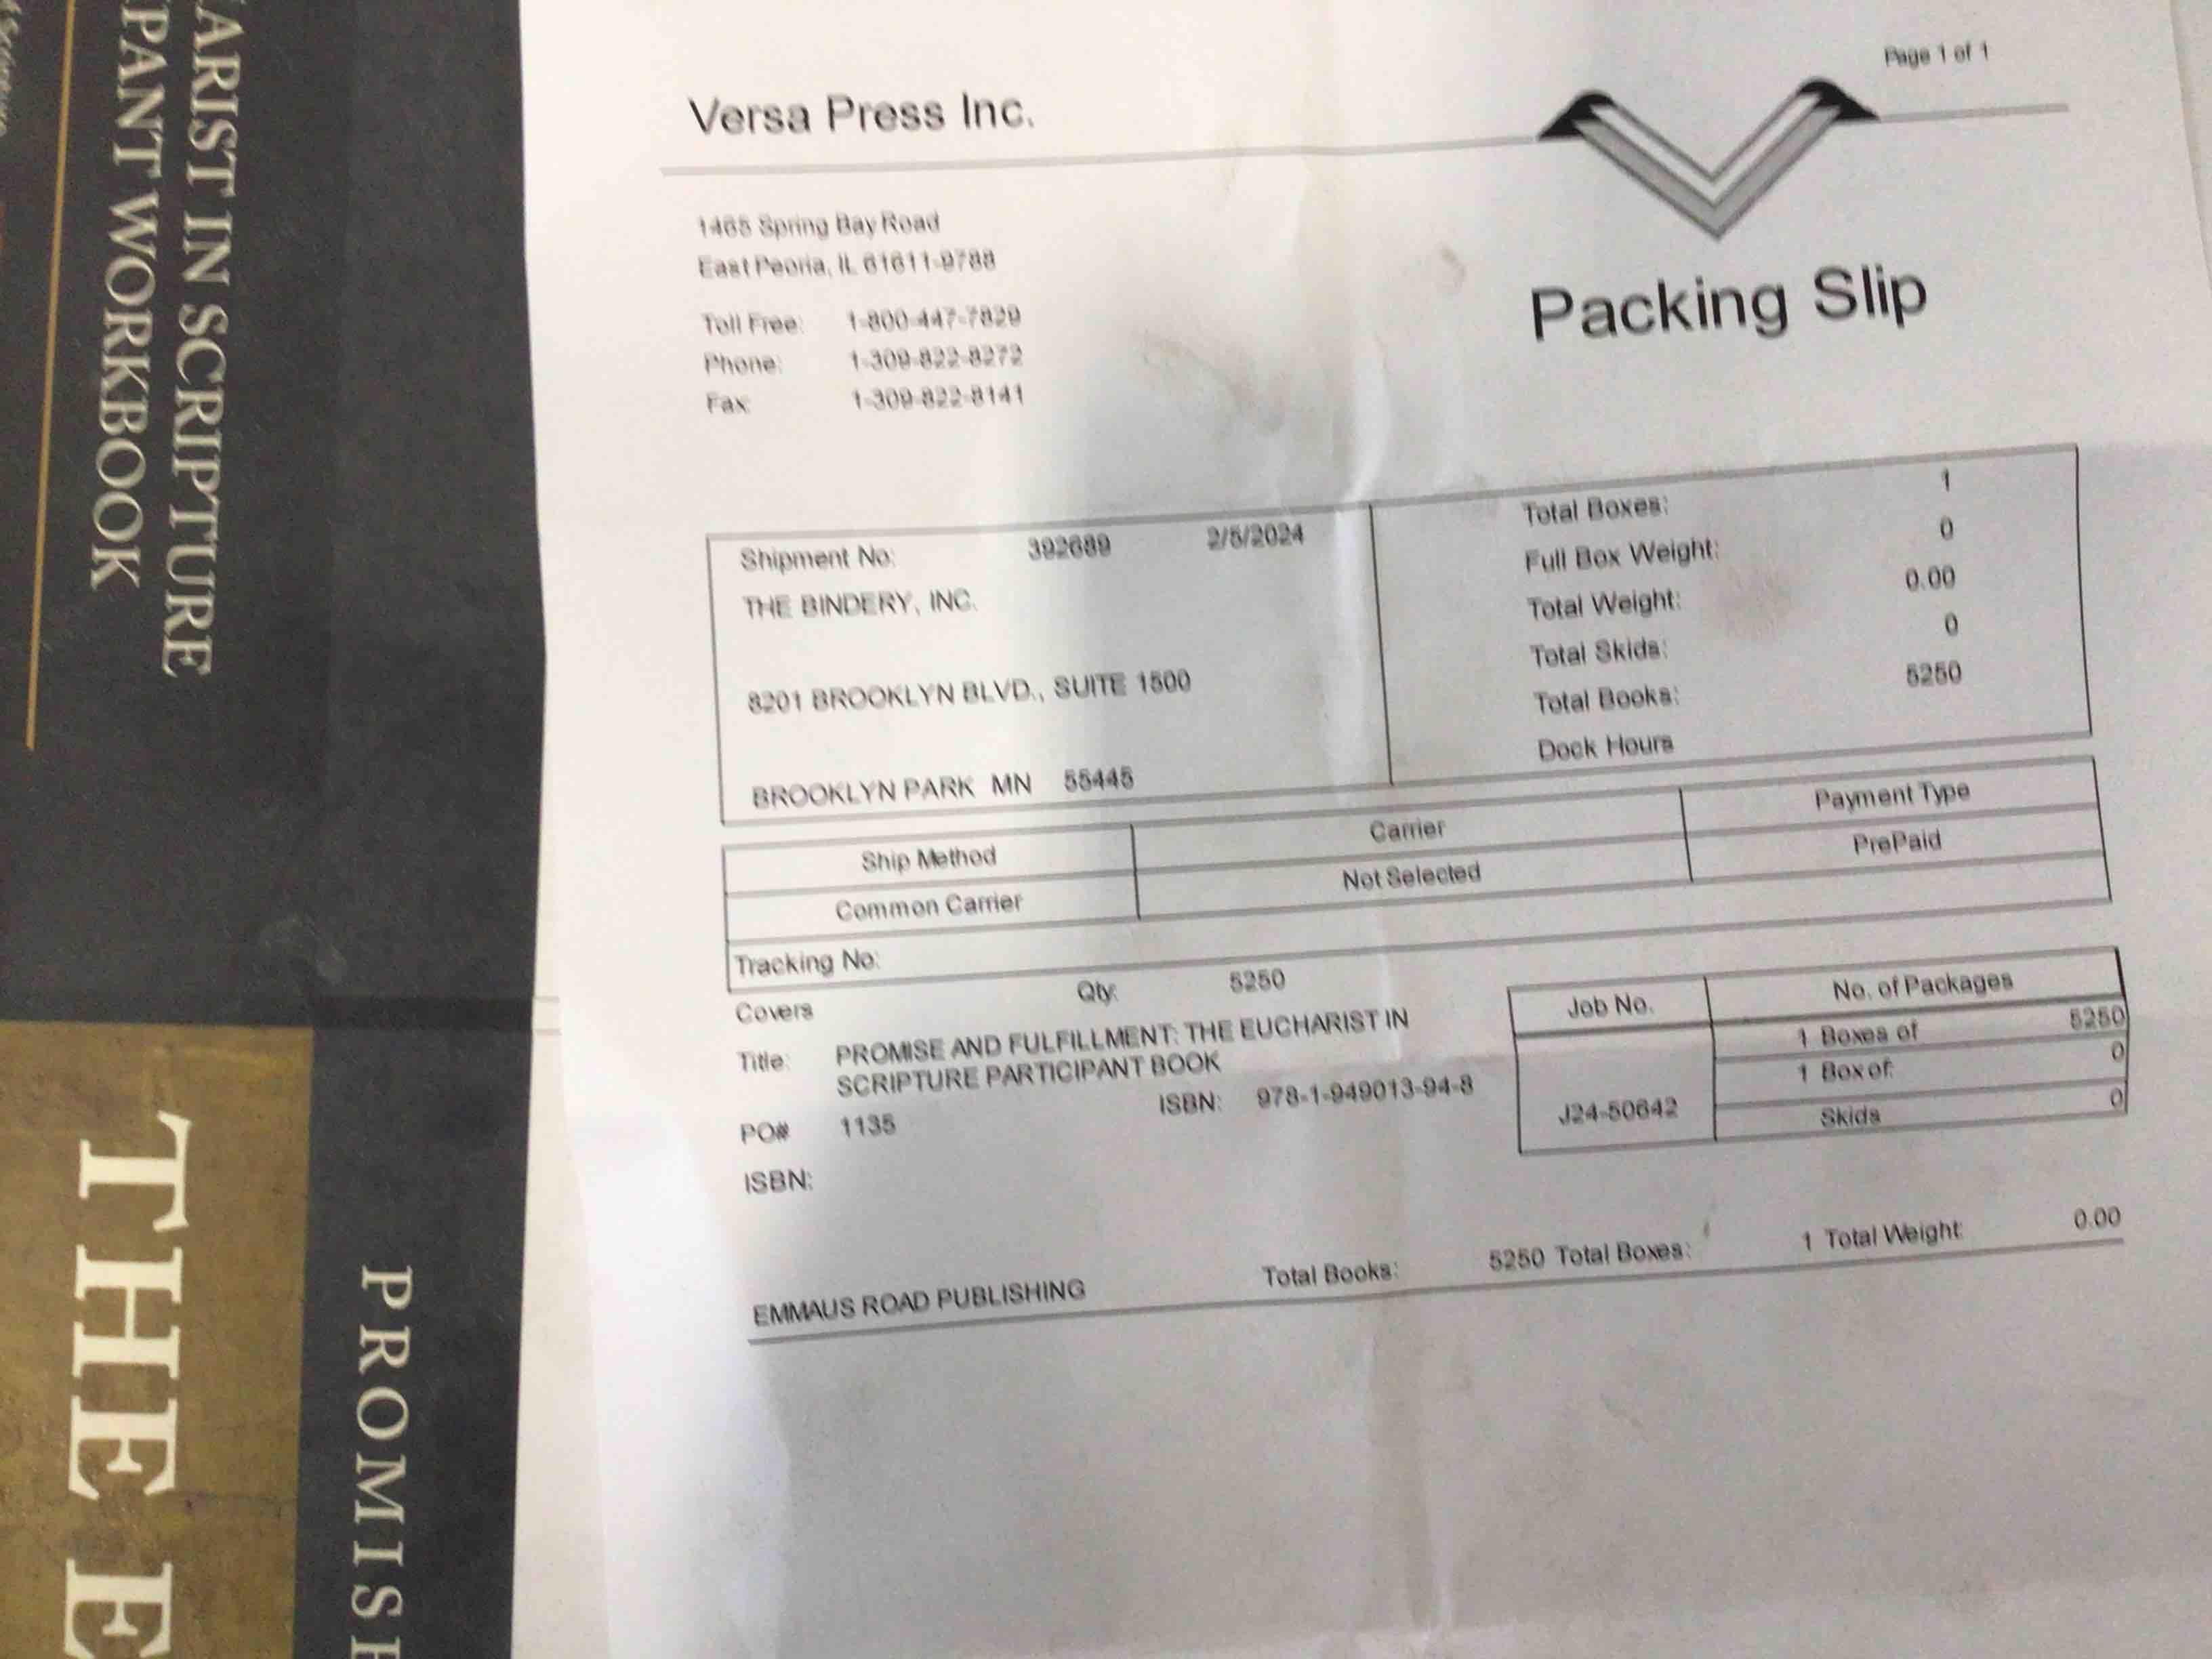 Page 1 of 1
Versa Press Inc.
1465 Spring Bay Road
East Peoria, IL 61611-9788
Toll Free: 1-800-447-7829
Phone: 1-309-822-8272
Fax: 1-309-822-8141
Packing Slip
Shipment No: 392689 2/5/2024
THE BINDERY, INC.
8201 BROOKLYN BLVD., SUITE 1500
BROOKLYN PARK MN 55445
Total Boxes: 1
Full Box Weight: 0
Total Weight: 0.00
Total Skids: 0
Total Books: 5250
Dock Hours
Ship Method Carrier Payment Type
Common Carrier Not Selected PrePaid
Tracking No:
Covers Qty: 5250
Title: PROMISE AND FULFILLMENT: THE EUCHARIST IN
SCRIPTURE PARTICIPANT BOOK
PO# 1135 ISBN: 978-1-949013-94-8
ISBN:
Job No. No. of Packages
1 Boxes of 5250
1 Box of: 0
J24-50642 Skids 0
EMMAUS ROAD PUBLISHING Total Books: 5250 Total Boxes: 1 Total Weight: 0.00
ARIST IN SCRIPTURE
PANT WORKBOOK
PROMISE
THE E